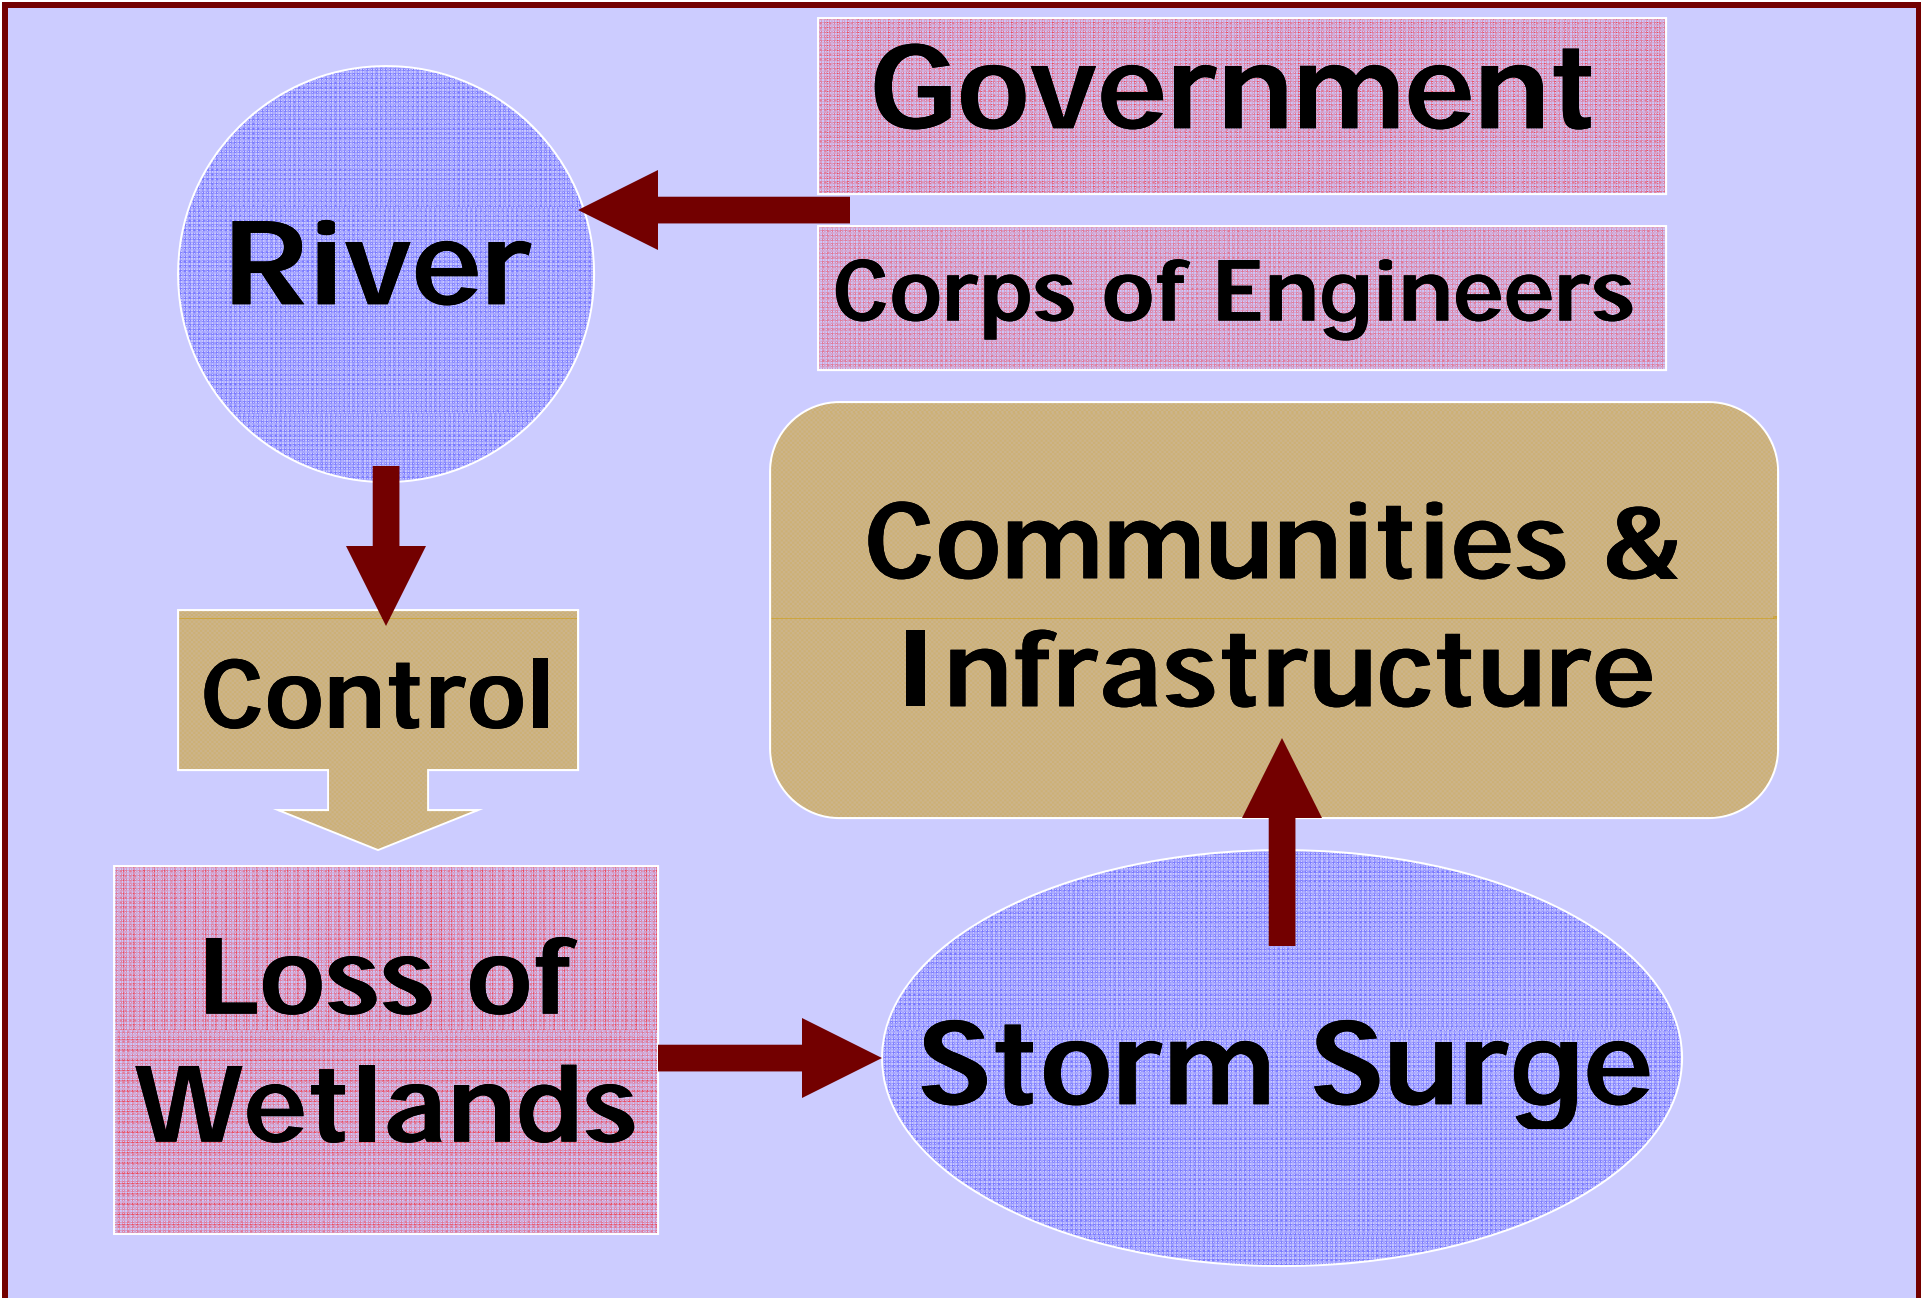 Government
River
Corps of Engineers
Communities &
Infrastructure
Control
Loss of
Wetlands
Storm Surge